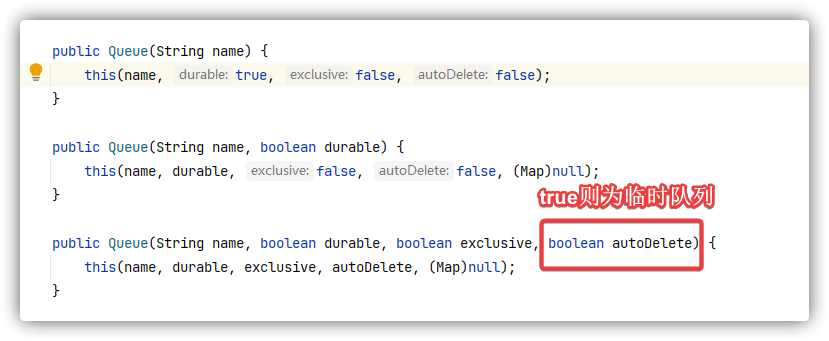 public Queue(String name) {
this(name, durable: true, exclusive: false, autoDelete: false);
}
public Queue(String name, boolean durable) {
this(name, durable, exclusive: false, autoDelete: false, (Map)null);
}
true则为临时队列
public Queue(String name, boolean durable, boolean exclusive, boolean autoDelete) {
this(name, durable, exclusive, autoDelete, (Map)null);
}